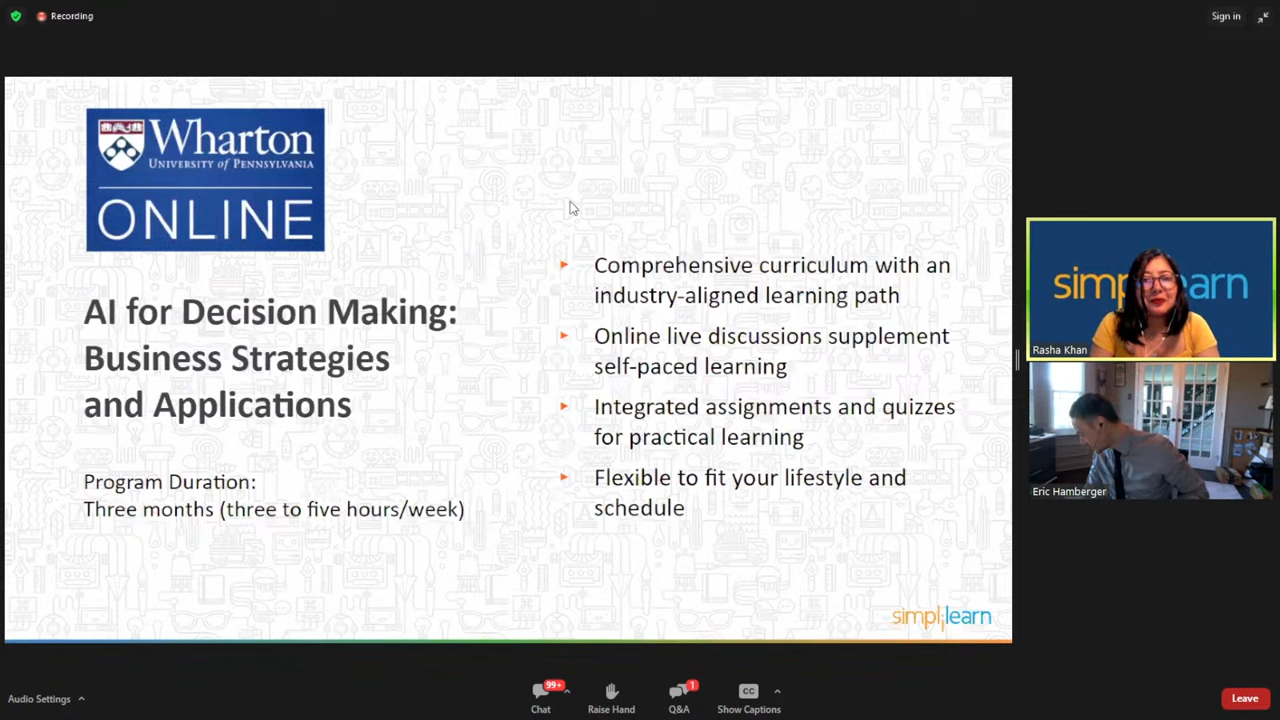 Recording
Sign in
Wharton
UNIVERSITY of PENNSYLVANIA
ONLINE
AI for Decision Making:
Business Strategies
and Applications
Program Duration:
Three months (three to five hours/week)
Comprehensive curriculum with an
industry-aligned learning path
Online live discussions supplement
self-paced learning
Integrated assignments and quizzes
for practical learning
Flexible to fit your lifestyle and
schedule
simplilearn
simpl earn
Rasha Khan
Eric Hamberger
Audio Settings
99+
Chat
Raise Hand
1
Q&A
CC
Show Captions
Leave